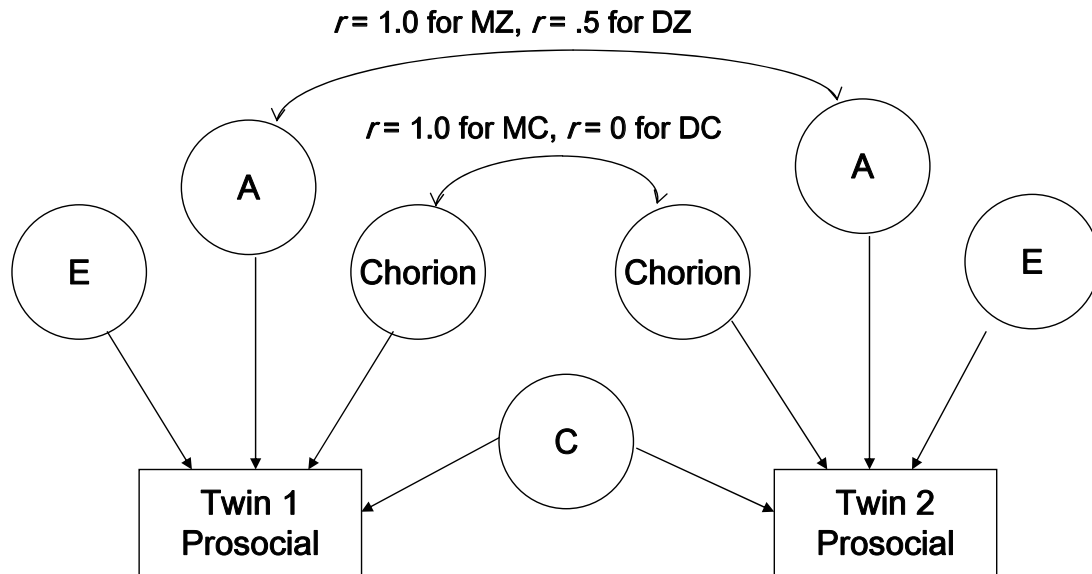 r = 1.0 for MZ, r = .5 for DZ
r = 1.0 for MC, r = 0 for DC
A
A
E
Chorion
Chorion
E
C
Twin 1
Prosocial
Twin 2
Prosocial